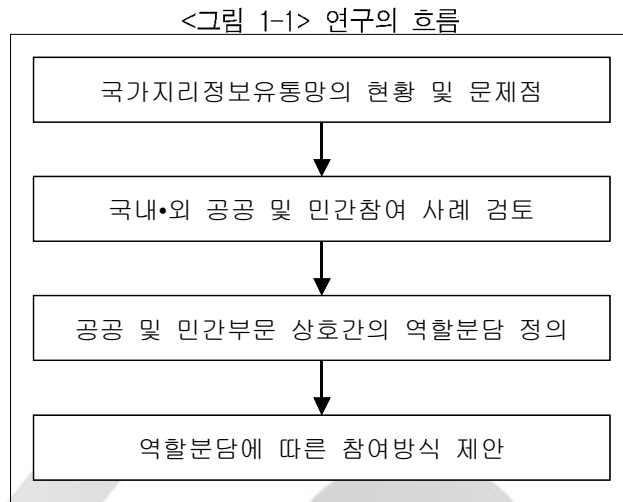 <그림 1-1> 연구의 흐름
국가지리정보유통망의 현황 및 문제점
국내•외 공공 및 민간참여 사례 검토
공공 및 민간부문 상호간의 역할분담 정의
역할분담에 따른 참여방식 제안